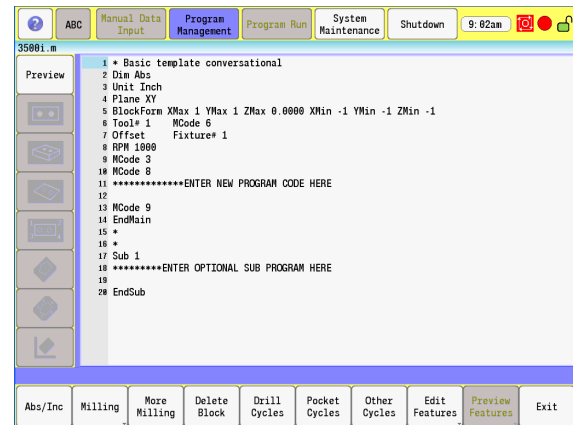 ?
ABC
Manual Data Input
Program Management
Program Run
System Maintenance
Shutdown
9:02am
3500i.m
Preview
1 * Basic template conversational
2 Dim Abs
3 Unit Inch
4 Plane XY
5 BlockForm XMax 1 YMax 1 ZMax 0.0000 XMin -1 YMin -1 ZMin -1
6 Tool# 1 MCode 6
7 Offset Fixture# 1
8 RPM 1000
9 MCode 3
10 MCode 8
11 *************ENTER NEW PROGRAM CODE HERE
12
13 MCode 9
14 EndMain
15 *
16 *
17 Sub 1
18 *********ENTER OPTIONAL SUB PROGRAM HERE
19
20 EndSub
Abs/Inc
Milling
More Milling
Delete Block
Drill Cycles
Pocket Cycles
Other Cycles
Edit Features
Preview Features
Exit